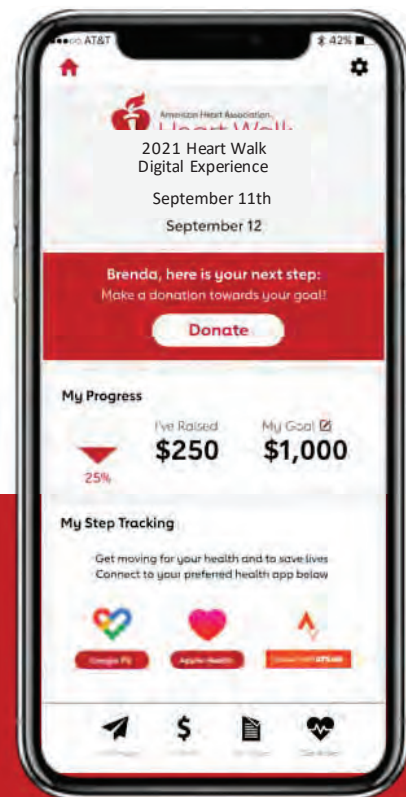 AT&T 42%
American Heart Association
Heart Walk
2021 Heart Walk
Digital Experience
September 11th
September 12
Brenda, here is your next step:
Make a donation towards your goal!
Donate
My Progress
I've Raised My Goal
$250 $1,000
25%
My Step Tracking
Get moving for your health and to save lives
Connect to your preferred health app below
Google Fit Apple Health STRAVA
$